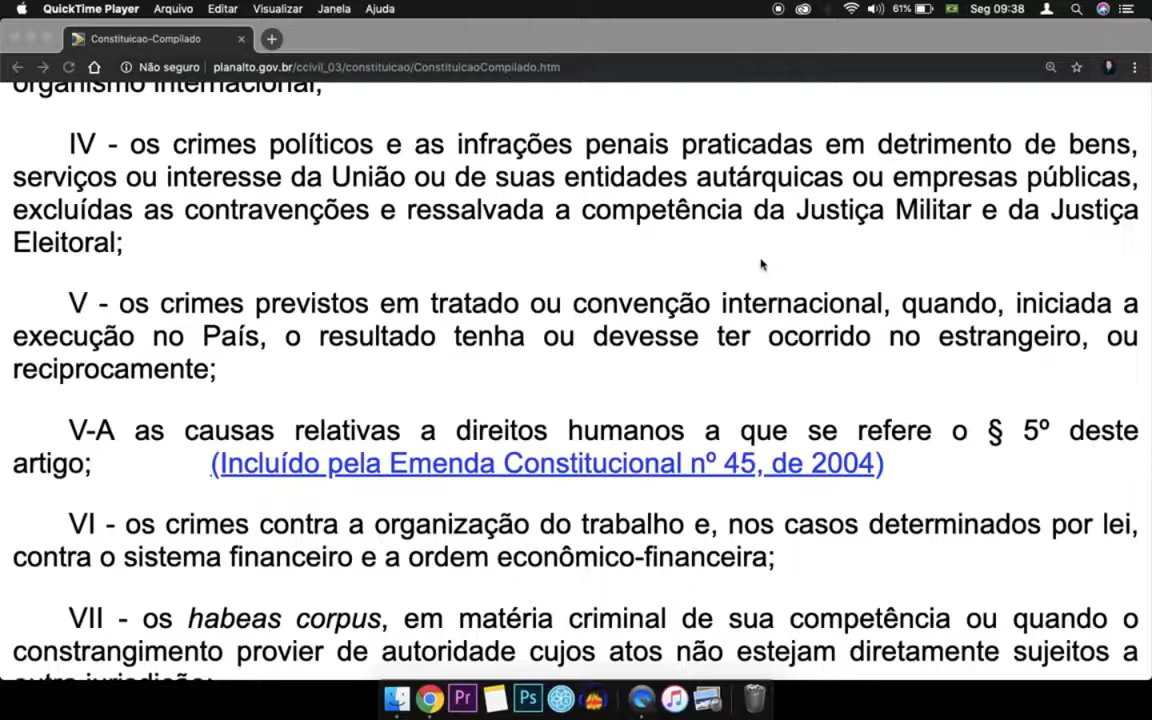 QuickTime Player Arquivo Editar Visualizar Janela Ajuda 61% Seg 09:38
Constituicao-Compilado
Não seguro planalto.gov.br/ccivil_03/constituicao/ConstituicaoCompilado.htm
organismo internacional;
IV - os crimes políticos e as infrações penais praticadas em detrimento de bens,
serviços ou interesse da União ou de suas entidades autárquicas ou empresas públicas,
excluídas as contravenções e ressalvada a competência da Justiça Militar e da Justiça
Eleitoral;
V - os crimes previstos em tratado ou convenção internacional, quando, iniciada a
execução no País, o resultado tenha ou devesse ter ocorrido no estrangeiro, ou
reciprocamente;
V-A as causas relativas a direitos humanos a que se refere o § 5º deste
artigo; (Incluído pela Emenda Constitucional nº 45, de 2004)
VI - os crimes contra a organização do trabalho e, nos casos determinados por lei,
contra o sistema financeiro e a ordem econômico-financeira;
VII - os habeas corpus, em matéria criminal de sua competência ou quando o
constrangimento provier de autoridade cujos atos não estejam diretamente sujeitos a
outra jurisdição;
Pr Ps